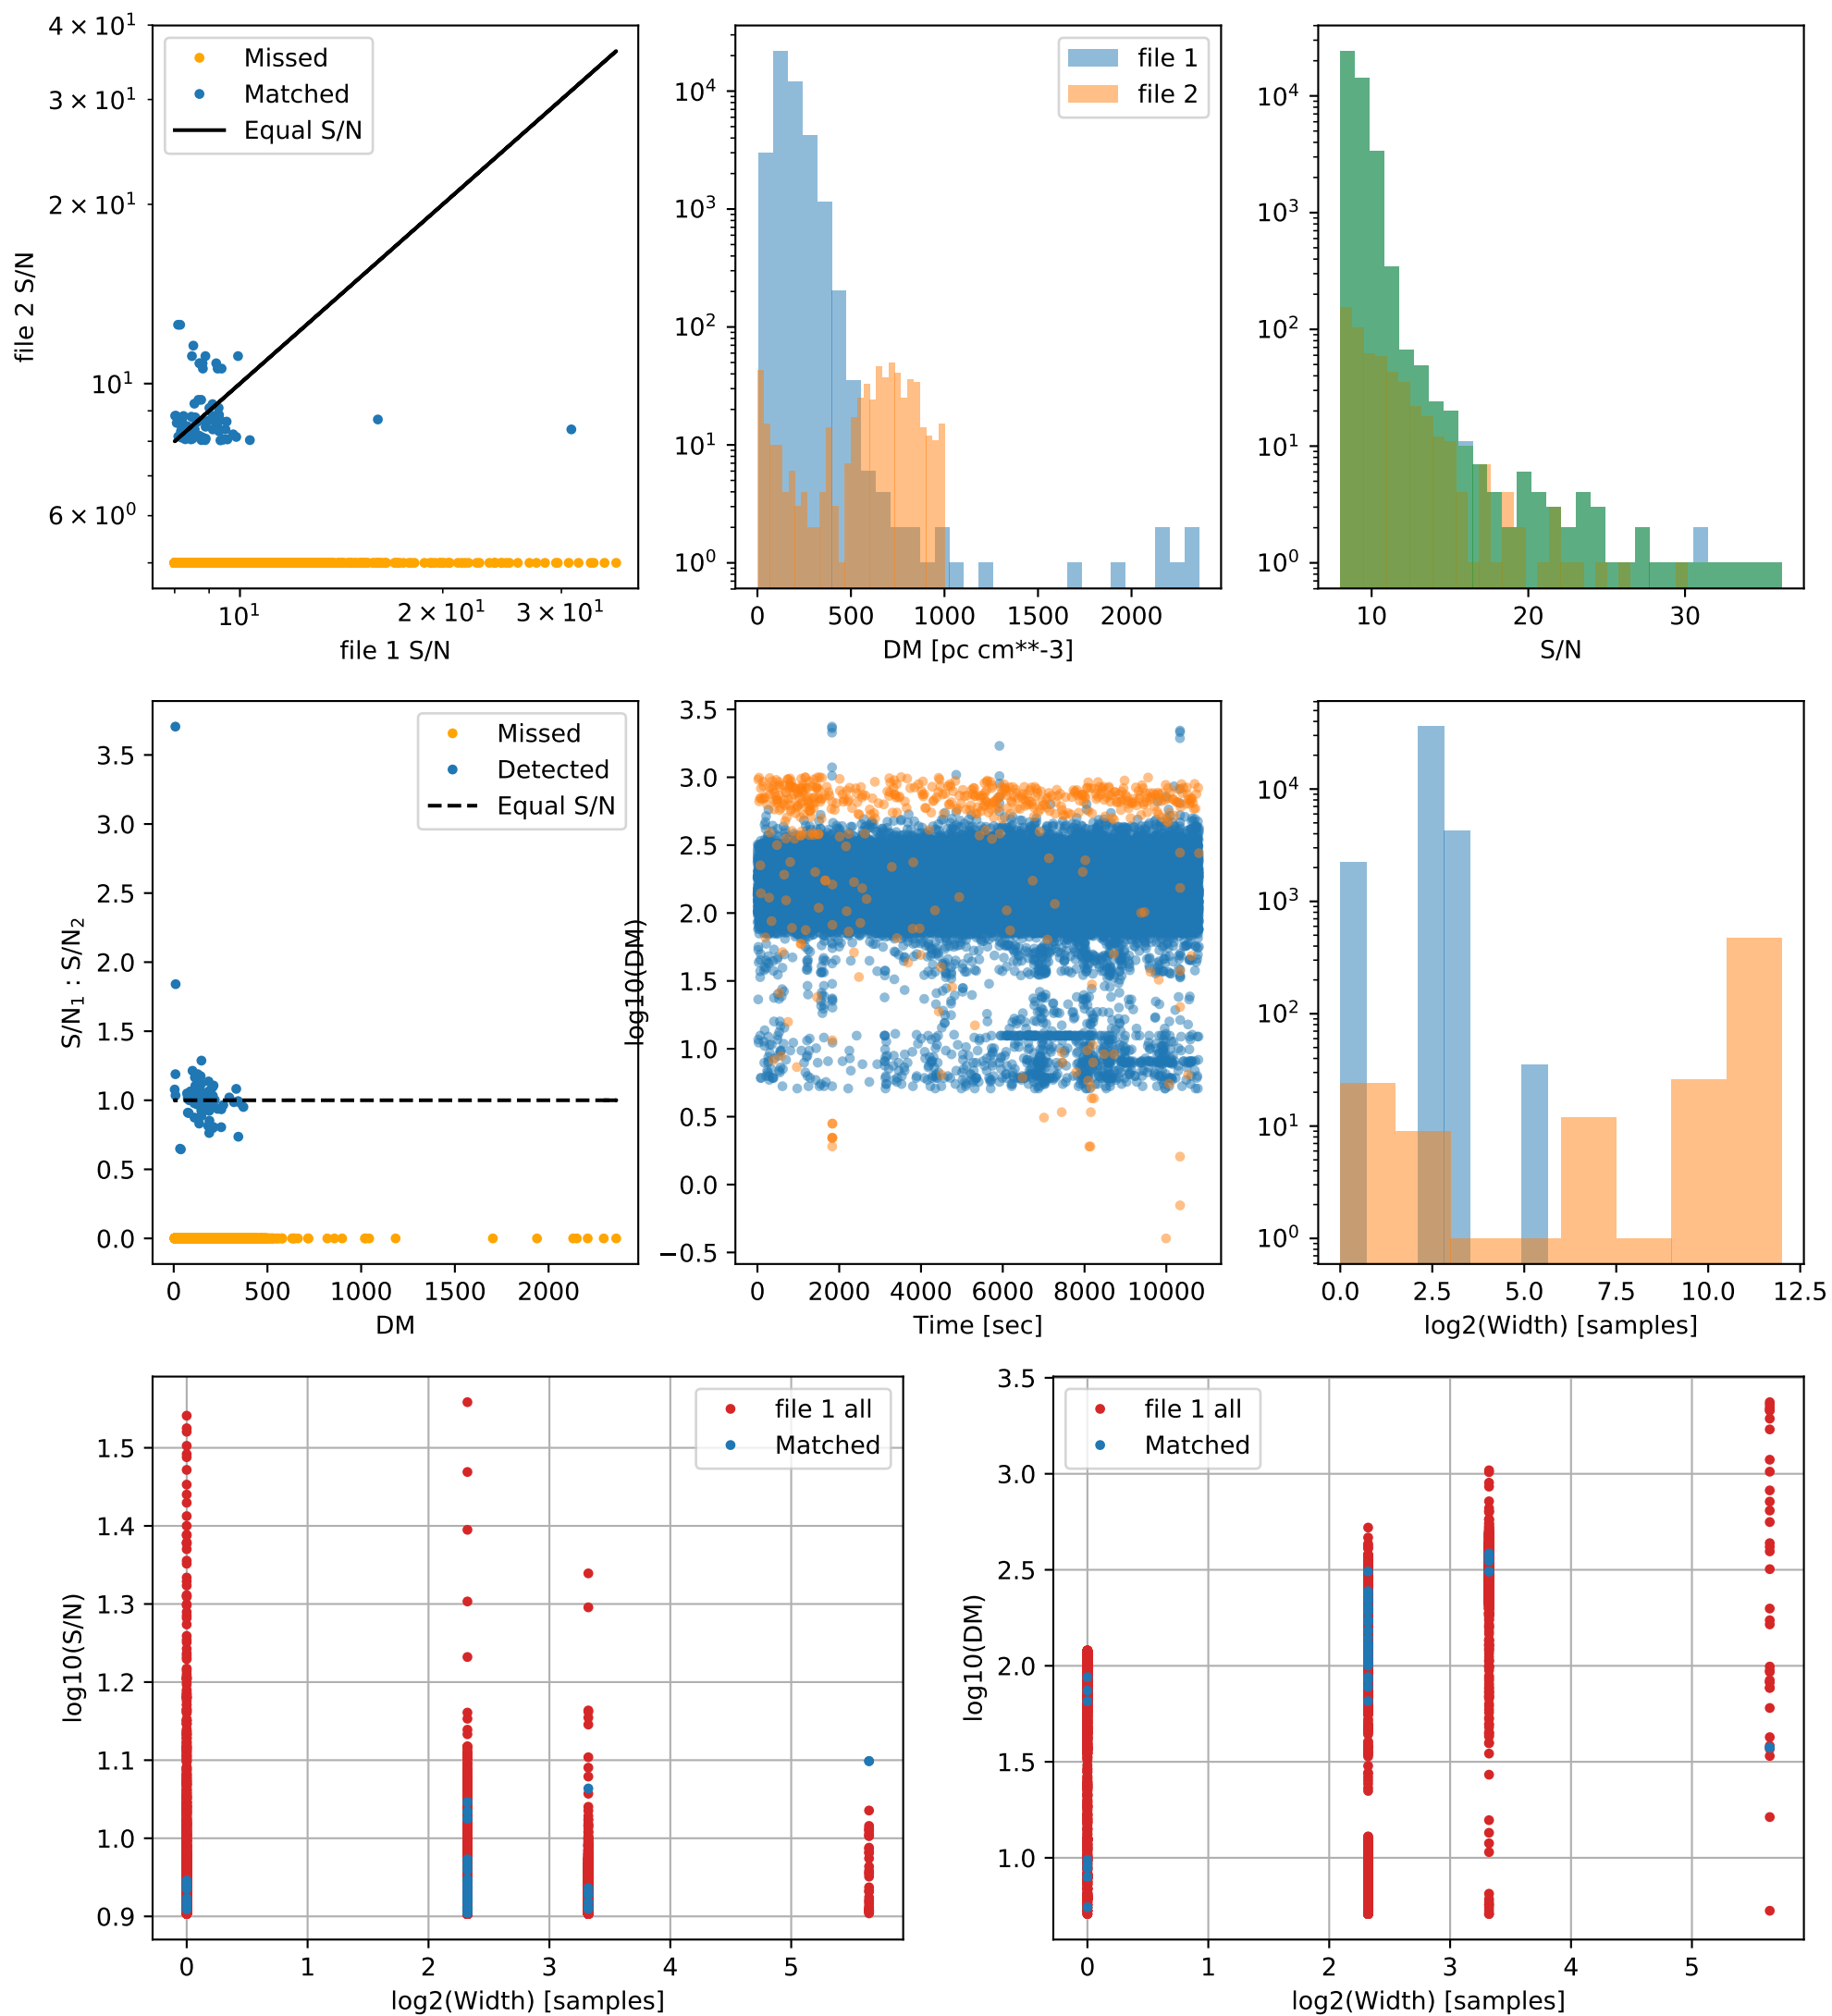 4 × 10¹
3 × 10¹
2 × 10¹
10¹
6 × 10⁰
file 2 S/N
Missed
Matched
Equal S/N
10¹
2 × 10¹
3 × 10¹
file 1 S/N
10⁴
10³
10²
10¹
10⁰
file 1
file 2
0
500
1000
1500
2000
DM [pc cm**-3]
10⁴
10³
10²
10¹
10⁰
10
20
30
S/N
3.5
3.0
2.5
2.0
1.5
1.0
0.5
0.0
S/N₁ : S/N₂
Missed
Detected
Equal S/N
0
500
1000
1500
2000
DM
3.5
3.0
2.5
2.0
1.5
1.0
0.5
0.0
−0.5
log10(DM)
0
2000
4000
6000
8000
10000
Time [sec]
10⁴
10³
10²
10¹
10⁰
0.0
2.5
5.0
7.5
10.0
12.5
log2(Width) [samples]
1.5
1.4
1.3
1.2
1.1
1.0
0.9
log10(S/N)
file 1 all
Matched
0
1
2
3
4
5
log2(Width) [samples]
3.5
3.0
2.5
2.0
1.5
1.0
log10(DM)
file 1 all
Matched
0
1
2
3
4
5
log2(Width) [samples]